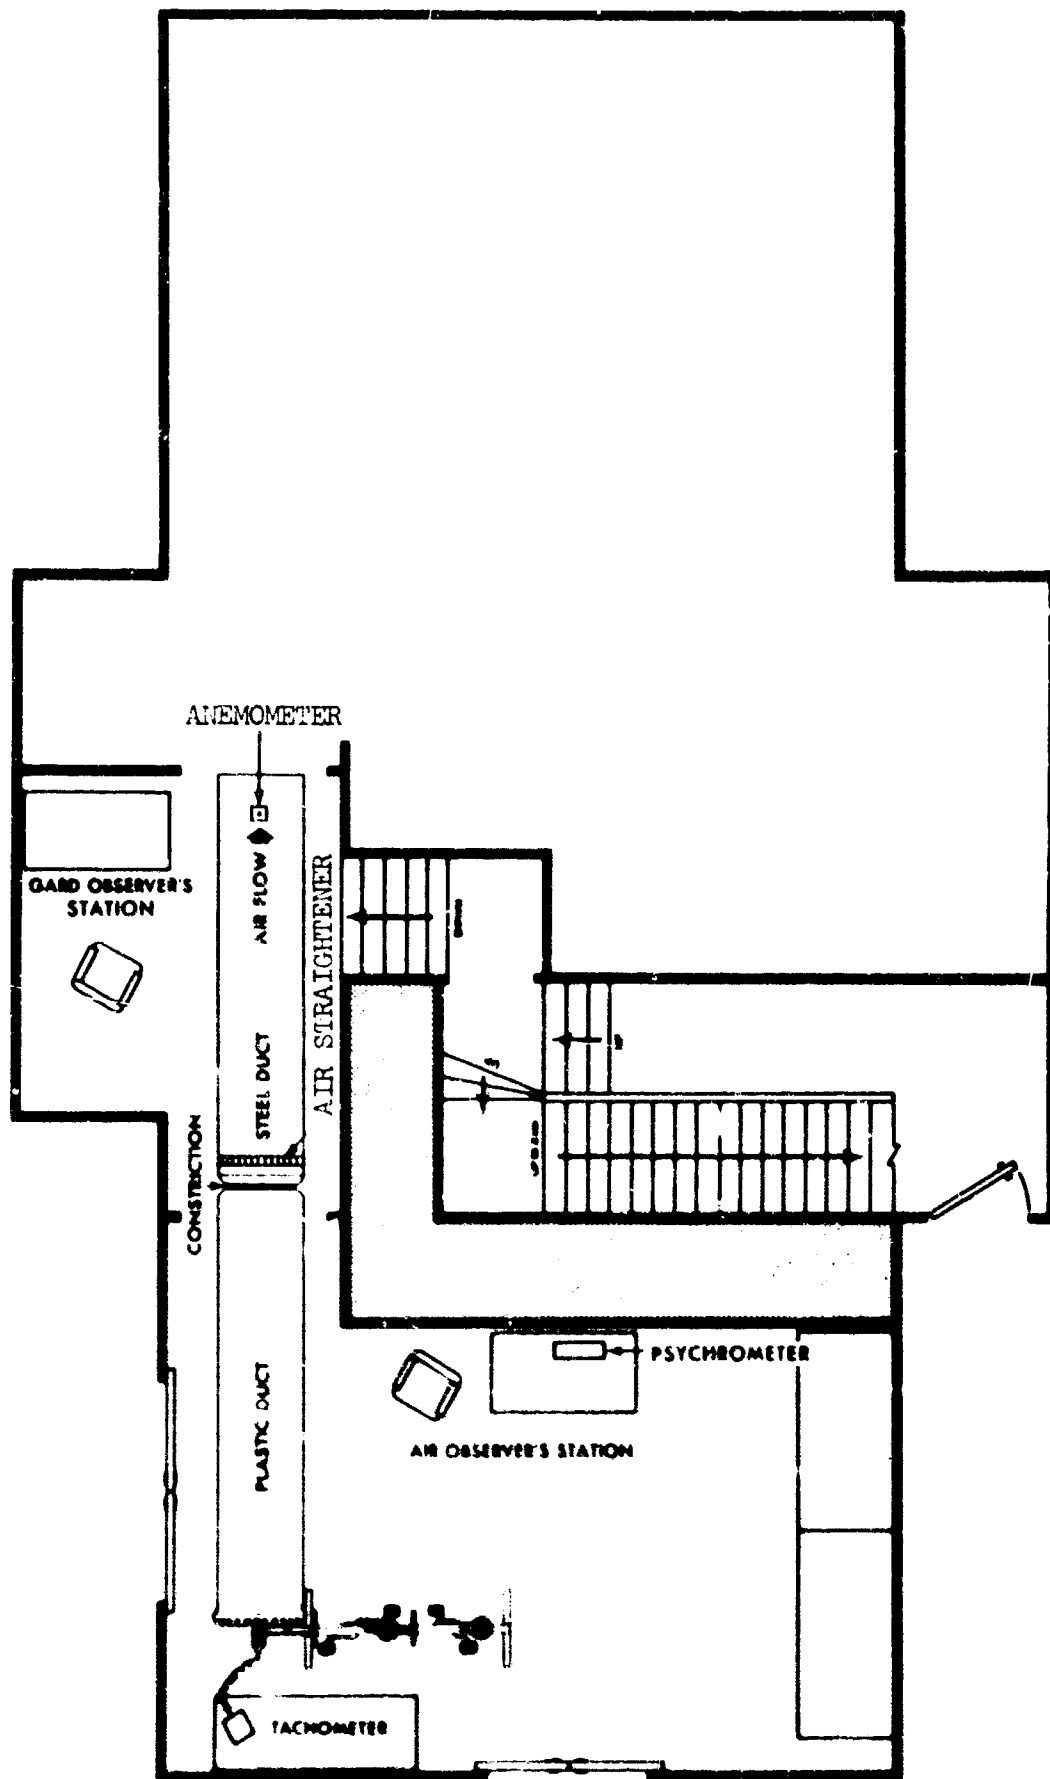 ANEMOMETER
GARD OBSERVER'S
STATION
AIR FLOW
AIR STRAIGHTENER
STEEL DUCT
CONSTRICTION
PLASTIC DUCT
PSYCHROMETER
AIR OBSERVER'S STATION
TACHOMETER